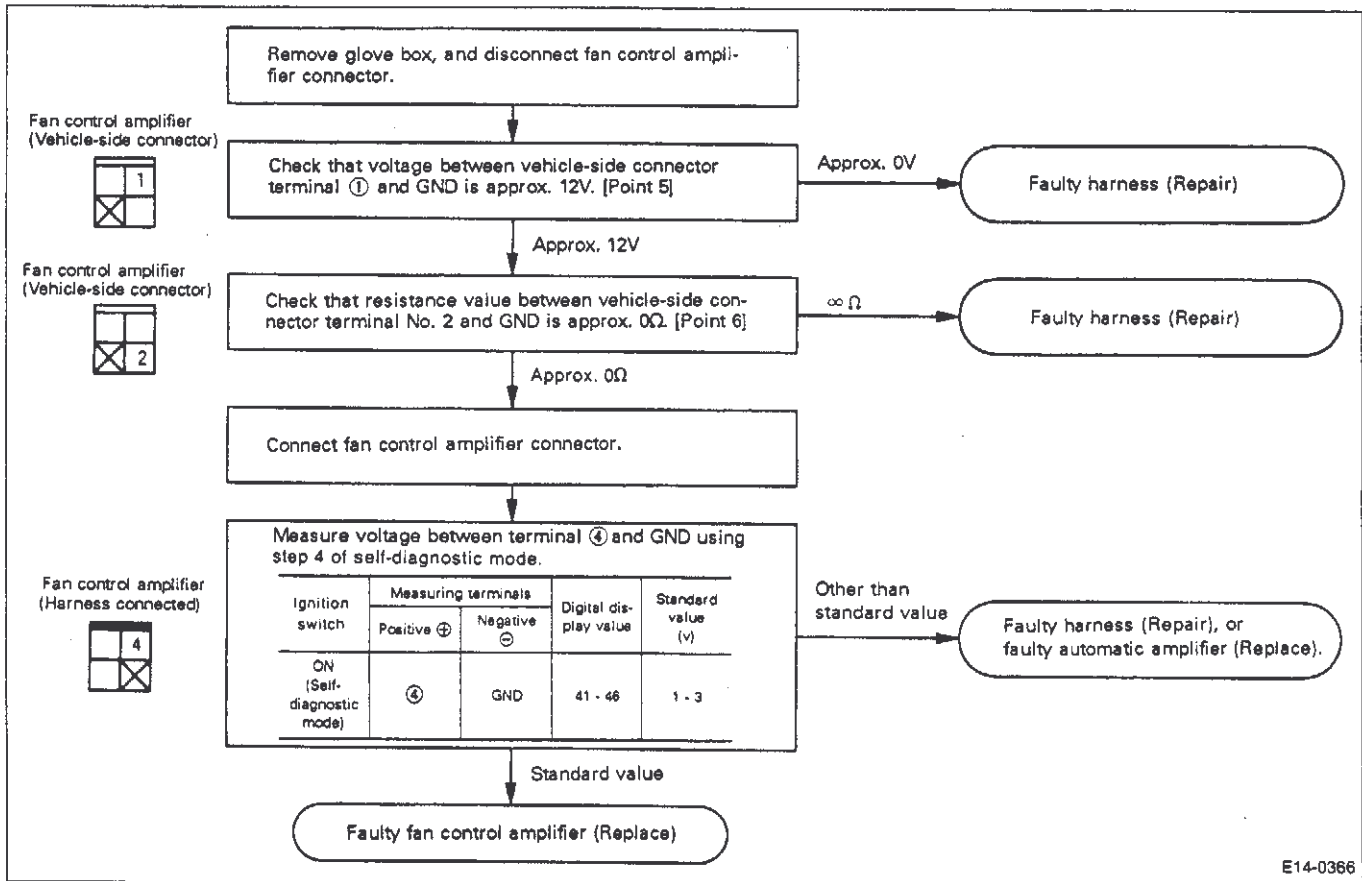 Remove glove box, and disconnect fan control ampli-
fier connector.
Fan control amplifier
(Vehicle-side connector)
1
Check that voltage between vehicle-side connector
terminal ① and GND is approx. 12V. [Point 5]
Approx. 0V
Faulty harness (Repair)
Approx. 12V
Fan control amplifier
(Vehicle-side connector)
2
Check that resistance value between vehicle-side con-
nector terminal No. 2 and GND is approx. 0Ω. [Point 6]
∞ Ω
Faulty harness (Repair)
Approx. 0Ω
Connect fan control amplifier connector.
Fan control amplifier
(Harness connected)
4
Measure voltage between terminal ④ and GND using
step 4 of self-diagnostic mode.
Ignition
switch
Measuring terminals
Positive ⊕
Negative
⊖
Digital dis-
play value
Standard
value
(v)
ON
(Self-
diagnostic
mode)
④
GND
41 - 46
1 - 3
Other than
standard value
Faulty harness (Repair), or
faulty automatic amplifier (Replace).
Standard value
Faulty fan control amplifier (Replace)
E14-0366